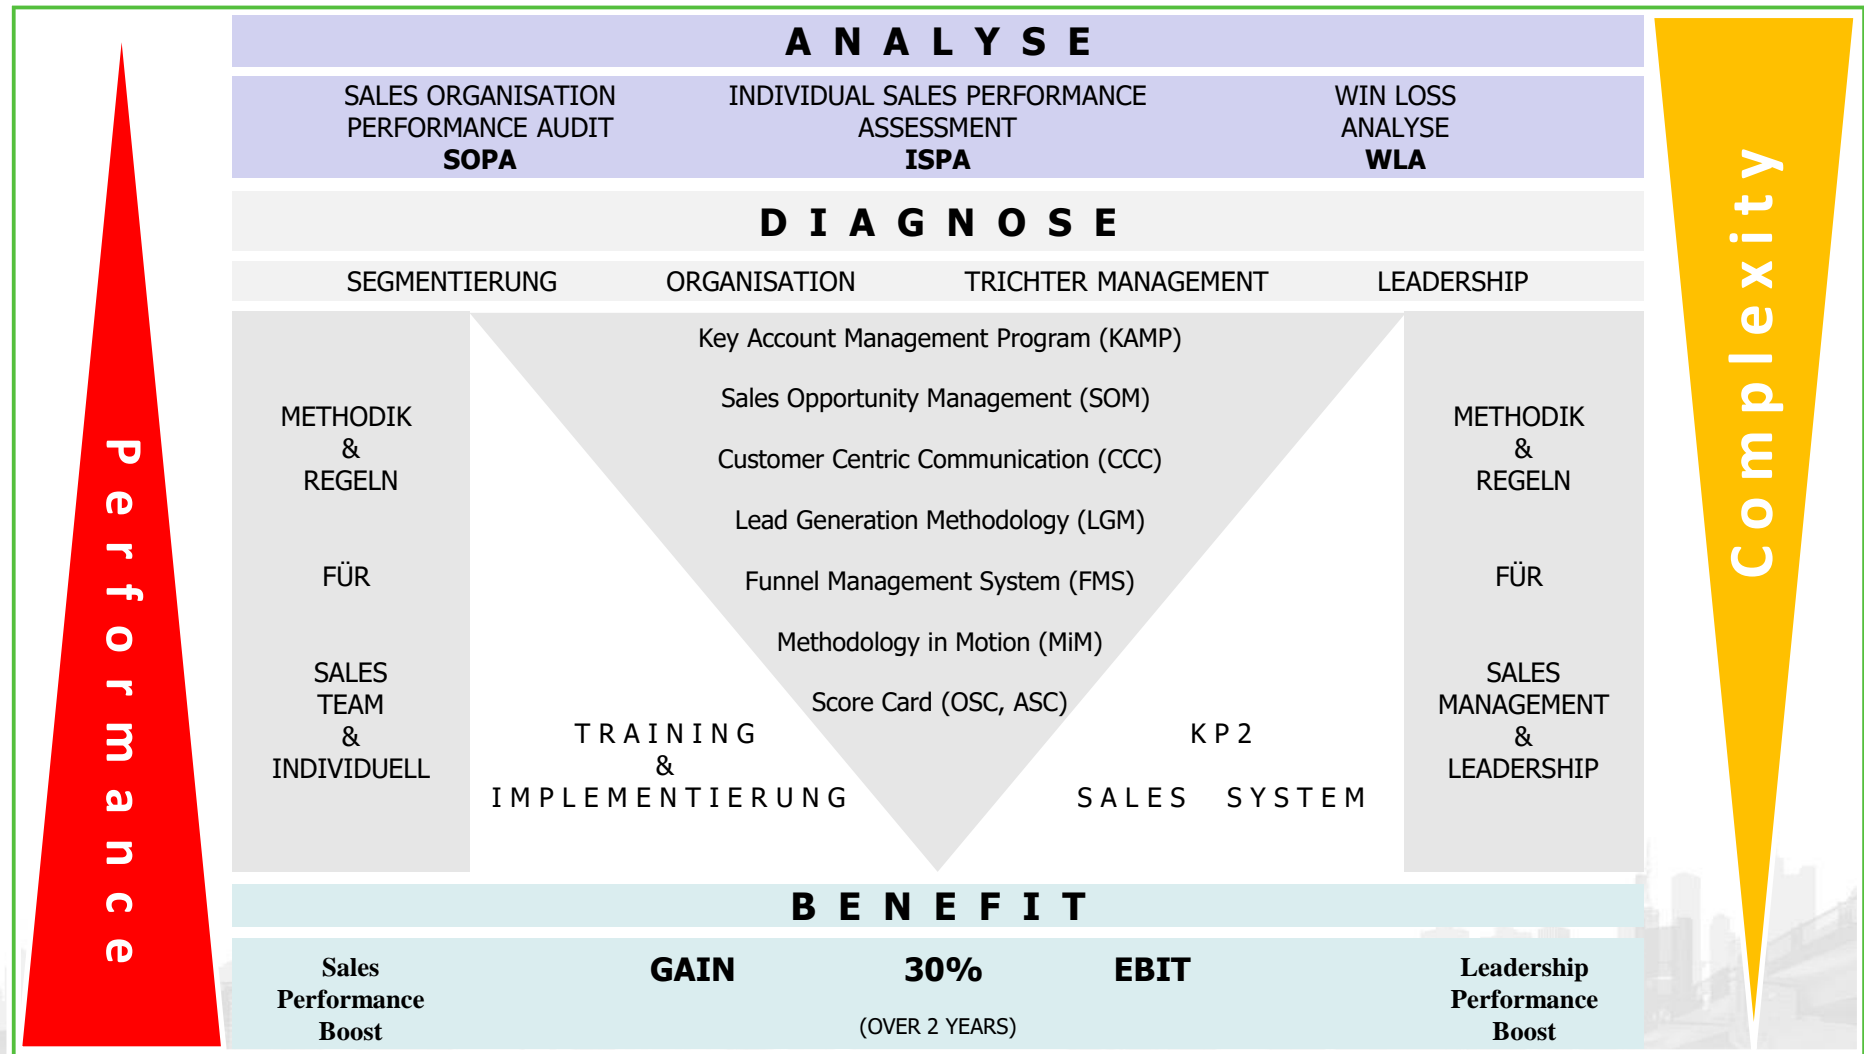 A N A L Y S E
SALES ORGANISATION
PERFORMANCE AUDIT
SOPA
INDIVIDUAL SALES PERFORMANCE
ASSESSMENT
ISPA
WIN LOSS
ANALYSE
WLA
D I A G N O S E
SEGMENTIERUNG ORGANISATION TRICHTER MANAGEMENT LEADERSHIP
Performance
METHODIK
&
REGELN
FÜR
SALES
TEAM
&
INDIVIDUELL
Key Account Management Program (KAMP)
Sales Opportunity Management (SOM)
Customer Centric Communication (CCC)
Lead Generation Methodology (LGM)
Funnel Management System (FMS)
Methodology in Motion (MiM)
Score Card (OSC, ASC)
T R A I N I N G
&
I M P L E M E N T I E R U N G
K P 2
S A L E S S Y S T E M
METHODIK
&
REGELN
FÜR
SALES
MANAGEMENT
&
LEADERSHIP
Complexity
B E N E F I T
Sales
Performance
Boost
GAIN 30% EBIT
(OVER 2 YEARS)
Leadership
Performance
Boost